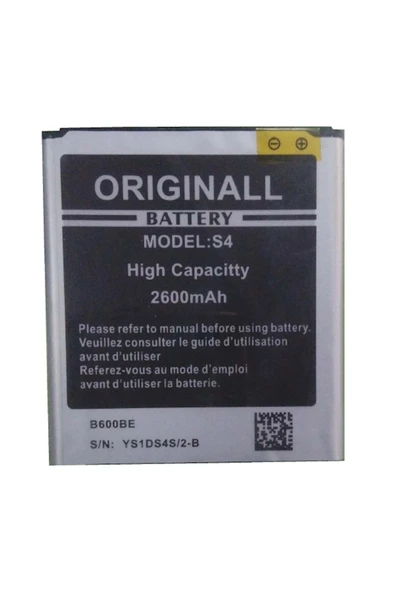 ORIGINALL
BATTERY
MODEL:S4
High Capacitty
2600mAh
Please refer to manual before using battery.
Veuillez consulter le guide d'utilisation
avant d'utiliser
Referez-vous au mode d'emploi
avant d'utiliser la batterie.
B600BE
S/N: YS1DS4S/2-B